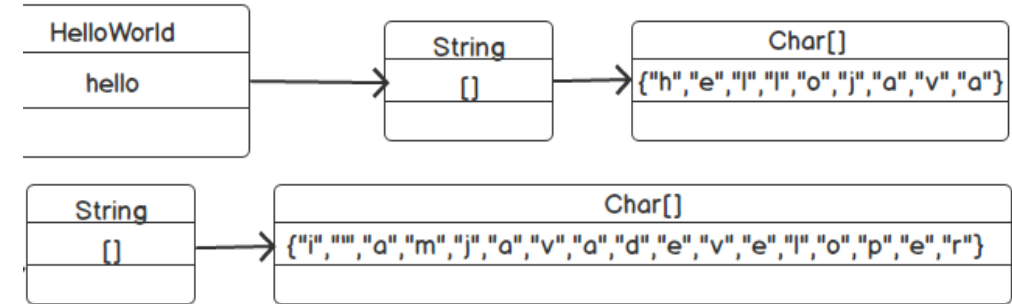 HelloWorld
hello
String
[]
Char[]
{"h","e","l","l","o","j","a","v","a"}
String
[]
Char[]
{"i","'","a","m","j","a","v","a","d","e","v","e","l","o","p","e","r"}